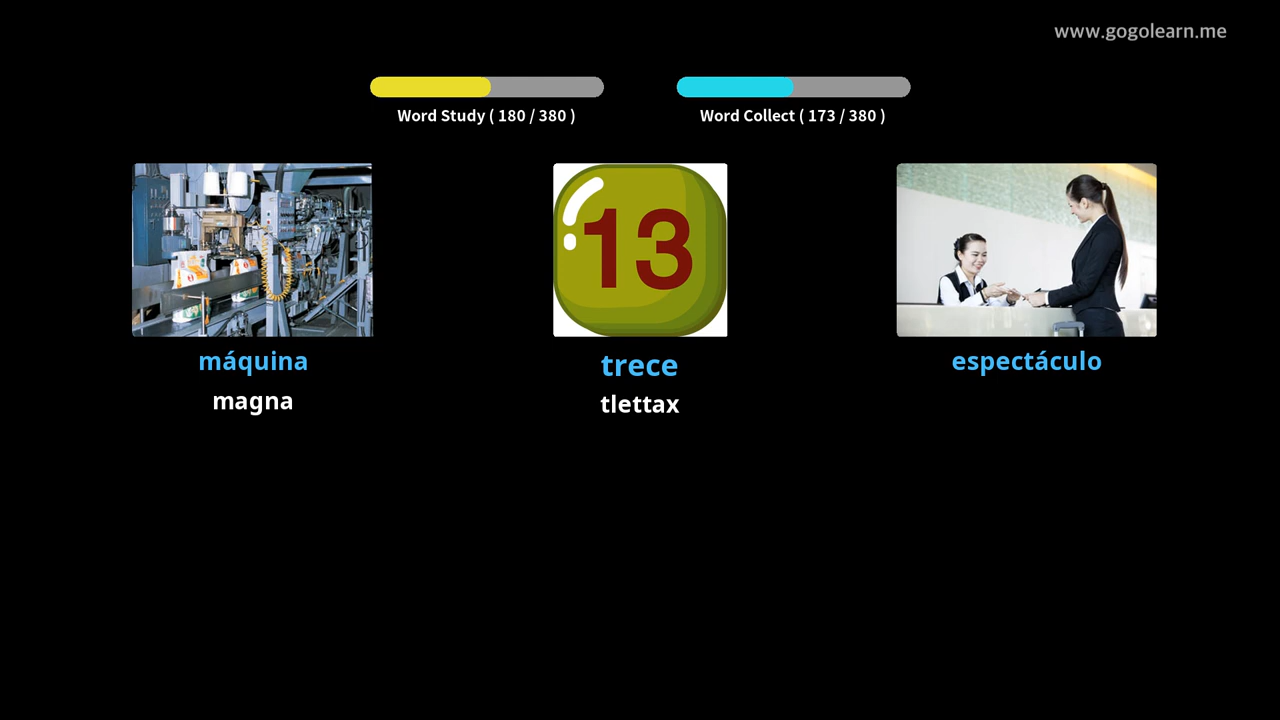 www.gogolearn.me
Word Study ( 180 / 380 )
Word Collect ( 173 / 380 )
13
máquina
trece
espectáculo
magna
tlettax